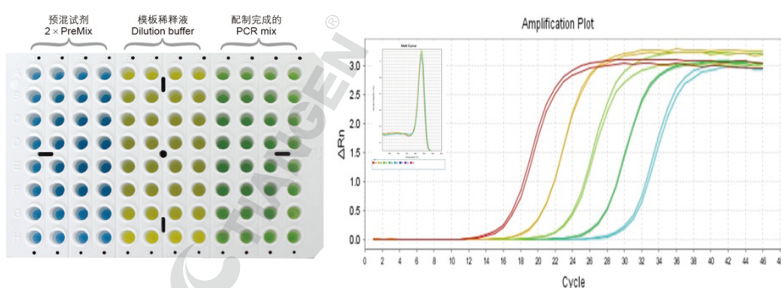 预混试剂
2×PreMix
模板稀释液
Dilution buffer
配制完成的
PCR mix
TIANGEN
®
Amplification Plot
Melt Curve
ΔRn
3.0
2.5
2.0
1.5
1.0
0.5
0.0
0 2 4 6 8 10 12 14 16 18 20 22 24 26 28 30 32 34 36 38 40 42 44 46 48
Cycle